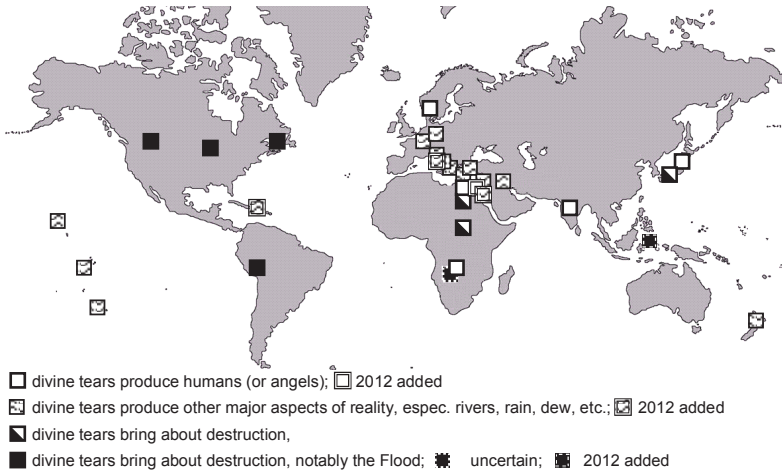 divine tears produce humans (or angels); 2012 added
divine tears produce other major aspects of reality, espec. rivers, rain, dew, etc.; 2012 added
divine tears bring about destruction,
divine tears bring about destruction, notably the Flood; uncertain; 2012 added